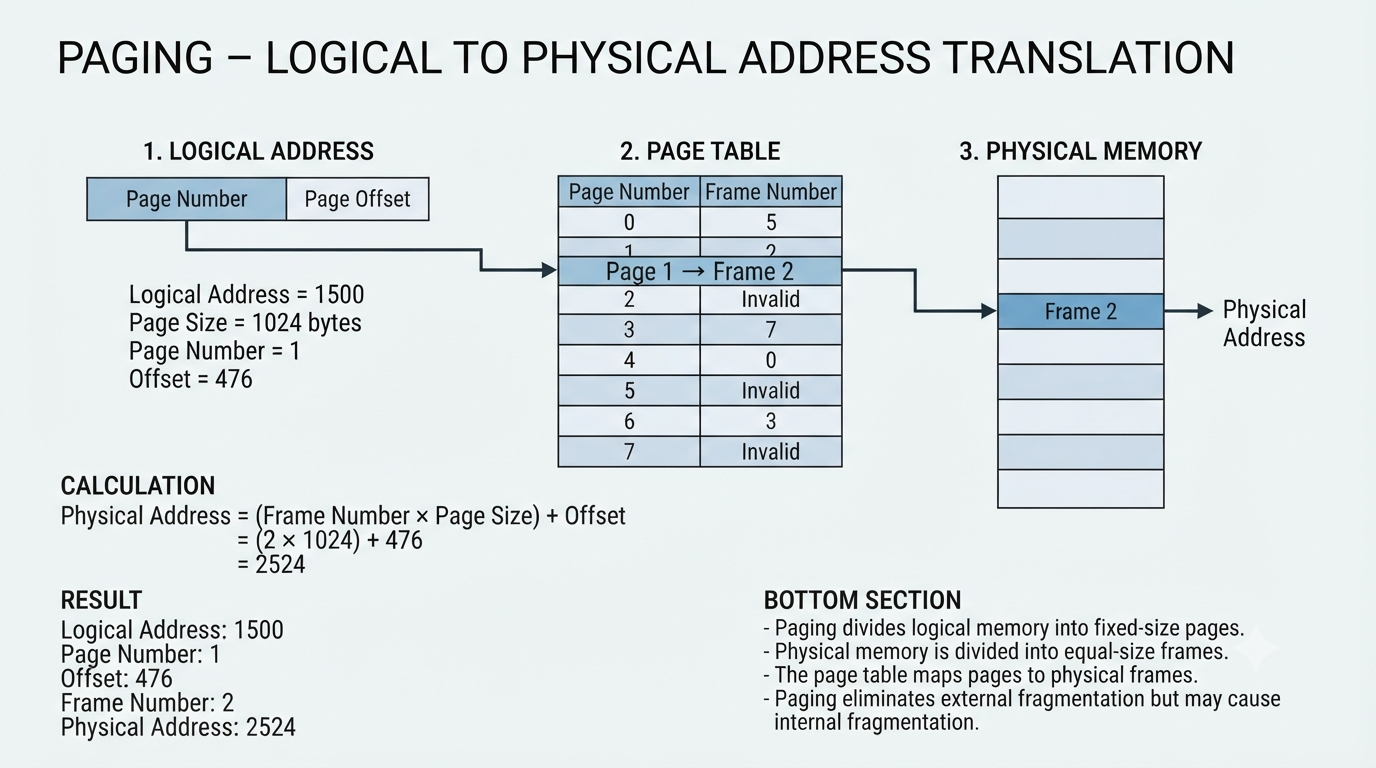 PAGING – LOGICAL TO PHYSICAL ADDRESS TRANSLATION
1. LOGICAL ADDRESS
Page Number Page Offset
Logical Address = 1500
Page Size = 1024 bytes
Page Number = 1
Offset = 476
2. PAGE TABLE
Page Number Frame Number
0 5
1 2
Page 1 → Frame 2
2 Invalid
3 7
4 0
5 Invalid
6 3
7 Invalid
3. PHYSICAL MEMORY
Frame 2
Physical
Address
CALCULATION
Physical Address = (Frame Number × Page Size) + Offset
= (2 × 1024) + 476
= 2524
RESULT
Logical Address: 1500
Page Number: 1
Offset: 476
Frame Number: 2
Physical Address: 2524
BOTTOM SECTION
- Paging divides logical memory into fixed-size pages.
- Physical memory is divided into equal-size frames.
- The page table maps pages to physical frames.
- Paging eliminates external fragmentation but may cause
internal fragmentation.